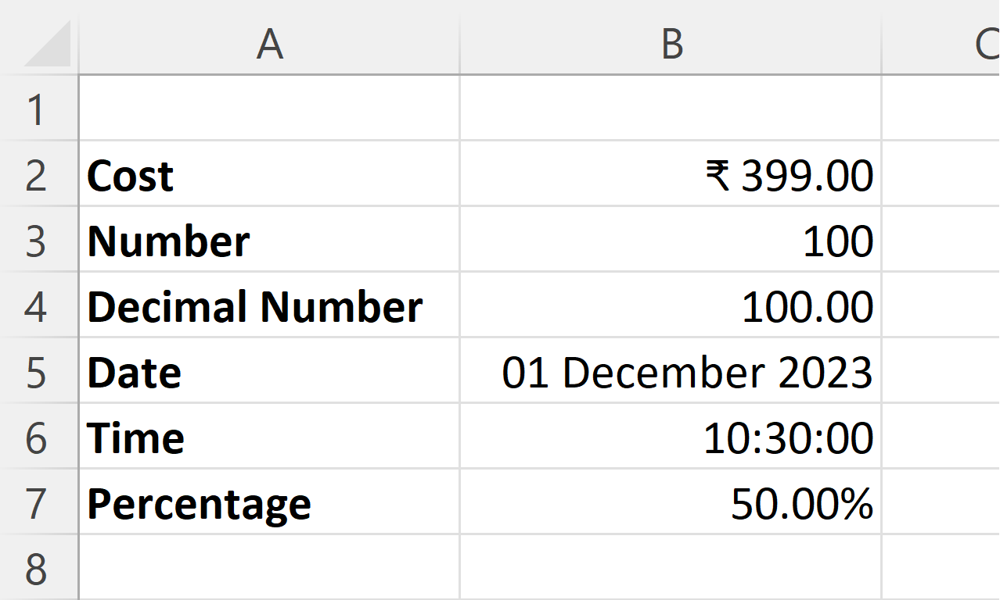 A B C
1
2 Cost ₹ 399.00
3 Number 100
4 Decimal Number 100.00
5 Date 01 December 2023
6 Time 10:30:00
7 Percentage 50.00%
8